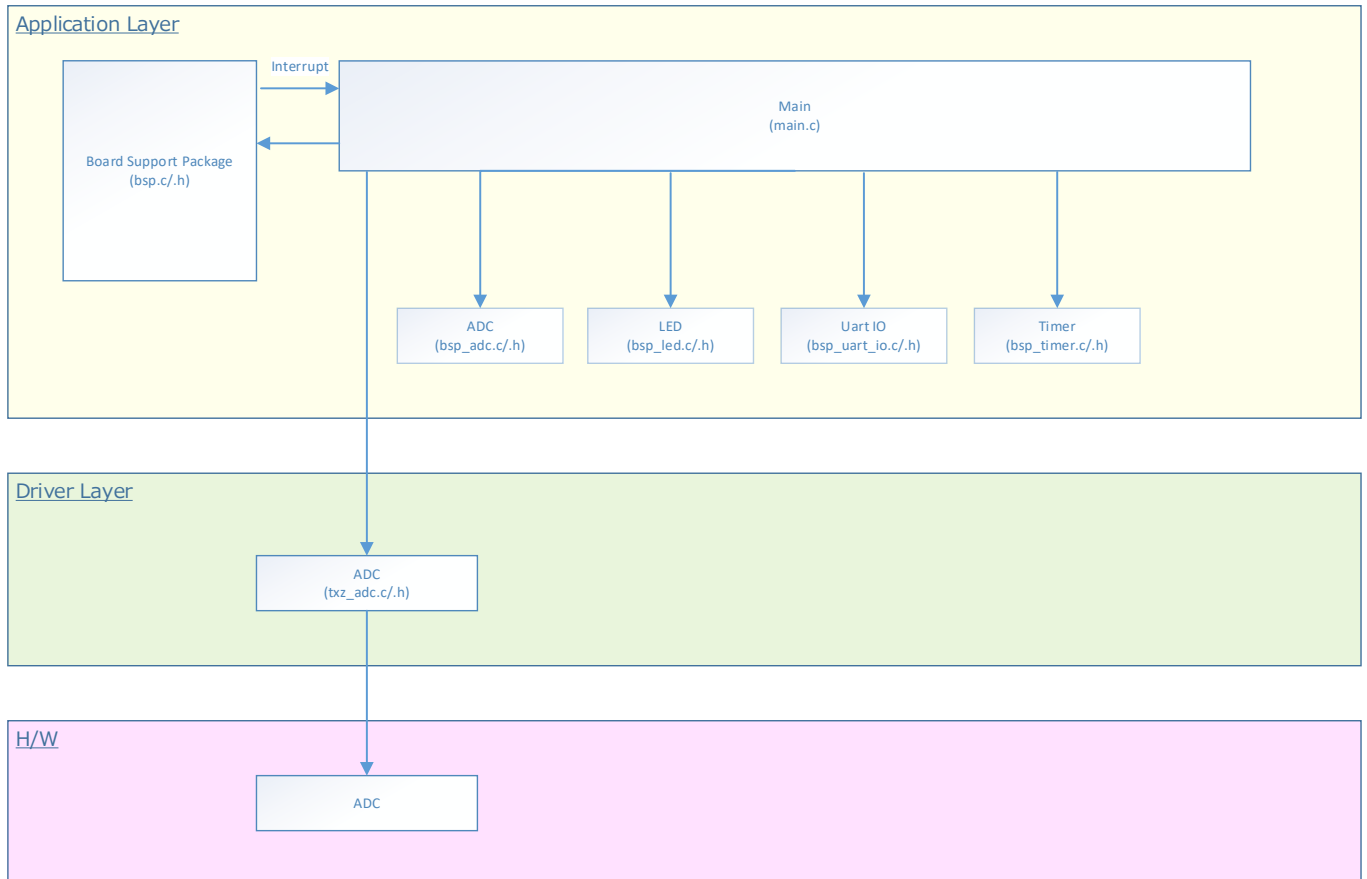 Application Layer
Interrupt
Main
(main.c)
Board Support Package
(bsp.c/.h)
ADC
(bsp_adc.c/.h)
LED
(bsp_led.c/.h)
Uart IO
(bsp_uart_io.c/.h)
Timer
(bsp_timer.c/.h)
Driver Layer
ADC
(txz_adc.c/.h)
H/W
ADC